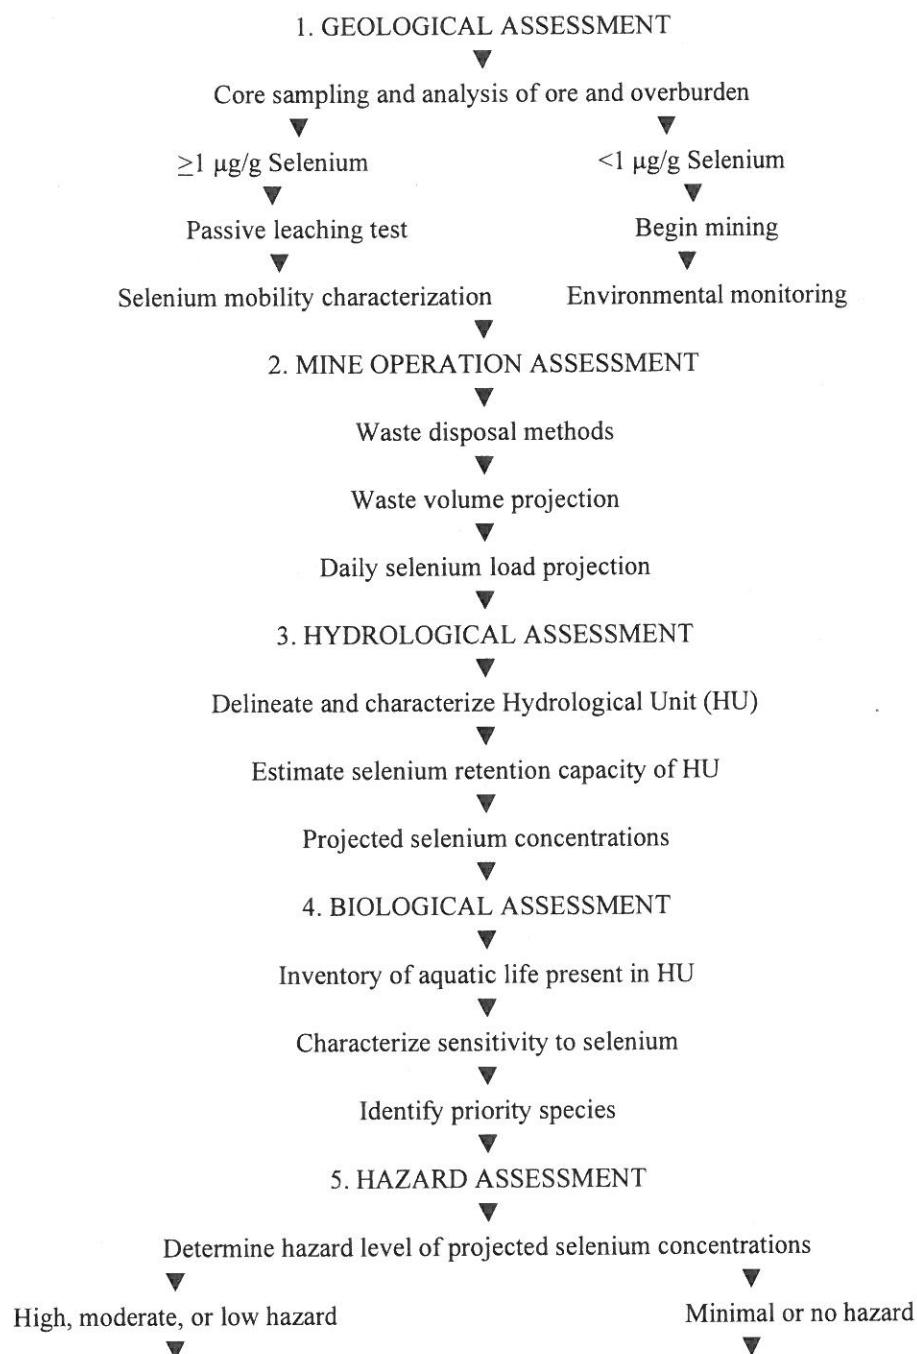 1. GEOLOGICAL ASSESSMENT
Core sampling and analysis of ore and overburden
≥1 µg/g Selenium <1 µg/g Selenium
Passive leaching test Begin mining
Selenium mobility characterization Environmental monitoring
2. MINE OPERATION ASSESSMENT
Waste disposal methods
Waste volume projection
Daily selenium load projection
3. HYDROLOGICAL ASSESSMENT
Delineate and characterize Hydrological Unit (HU)
Estimate selenium retention capacity of HU
Projected selenium concentrations
4. BIOLOGICAL ASSESSMENT
Inventory of aquatic life present in HU
Characterize sensitivity to selenium
Identify priority species
5. HAZARD ASSESSMENT
Determine hazard level of projected selenium concentrations
High, moderate, or low hazard Minimal or no hazard